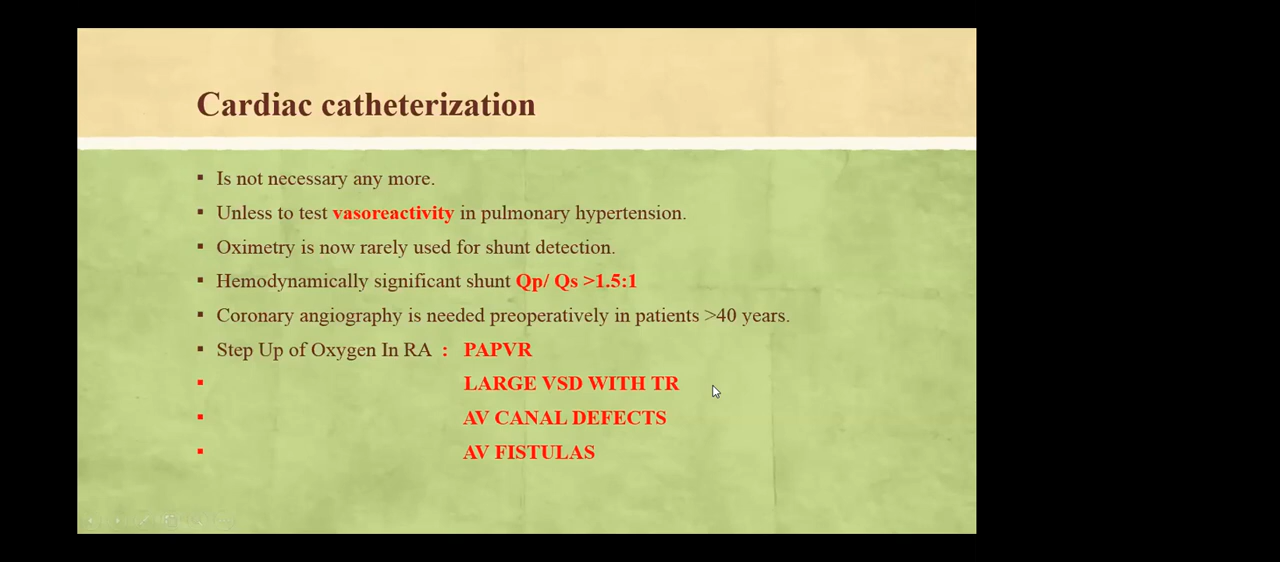 Cardiac catheterization
▪ Is not necessary any more.
▪ Unless to test vasoreactivity in pulmonary hypertension.
▪ Oximetry is now rarely used for shunt detection.
▪ Hemodynamically significant shunt Qp/ Qs >1.5:1
▪ Coronary angiography is needed preoperatively in patients >40 years.
▪ Step Up of Oxygen In RA : PAPVR
▪ LARGE VSD WITH TR
▪ AV CANAL DEFECTS
▪ AV FISTULAS